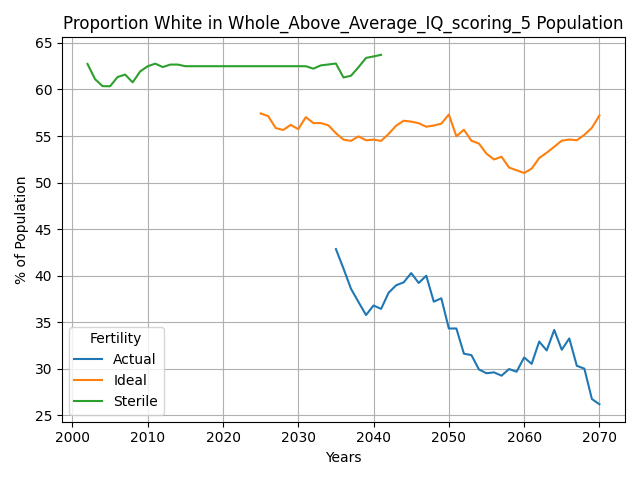 Proportion White in Whole_Above_Average_IQ_scoring_5 Population
% of Population
65
60
55
50
45
40
35
30
25
Fertility
Actual
Ideal
Sterile
2000 2010 2020 2030 2040 2050 2060 2070
Years